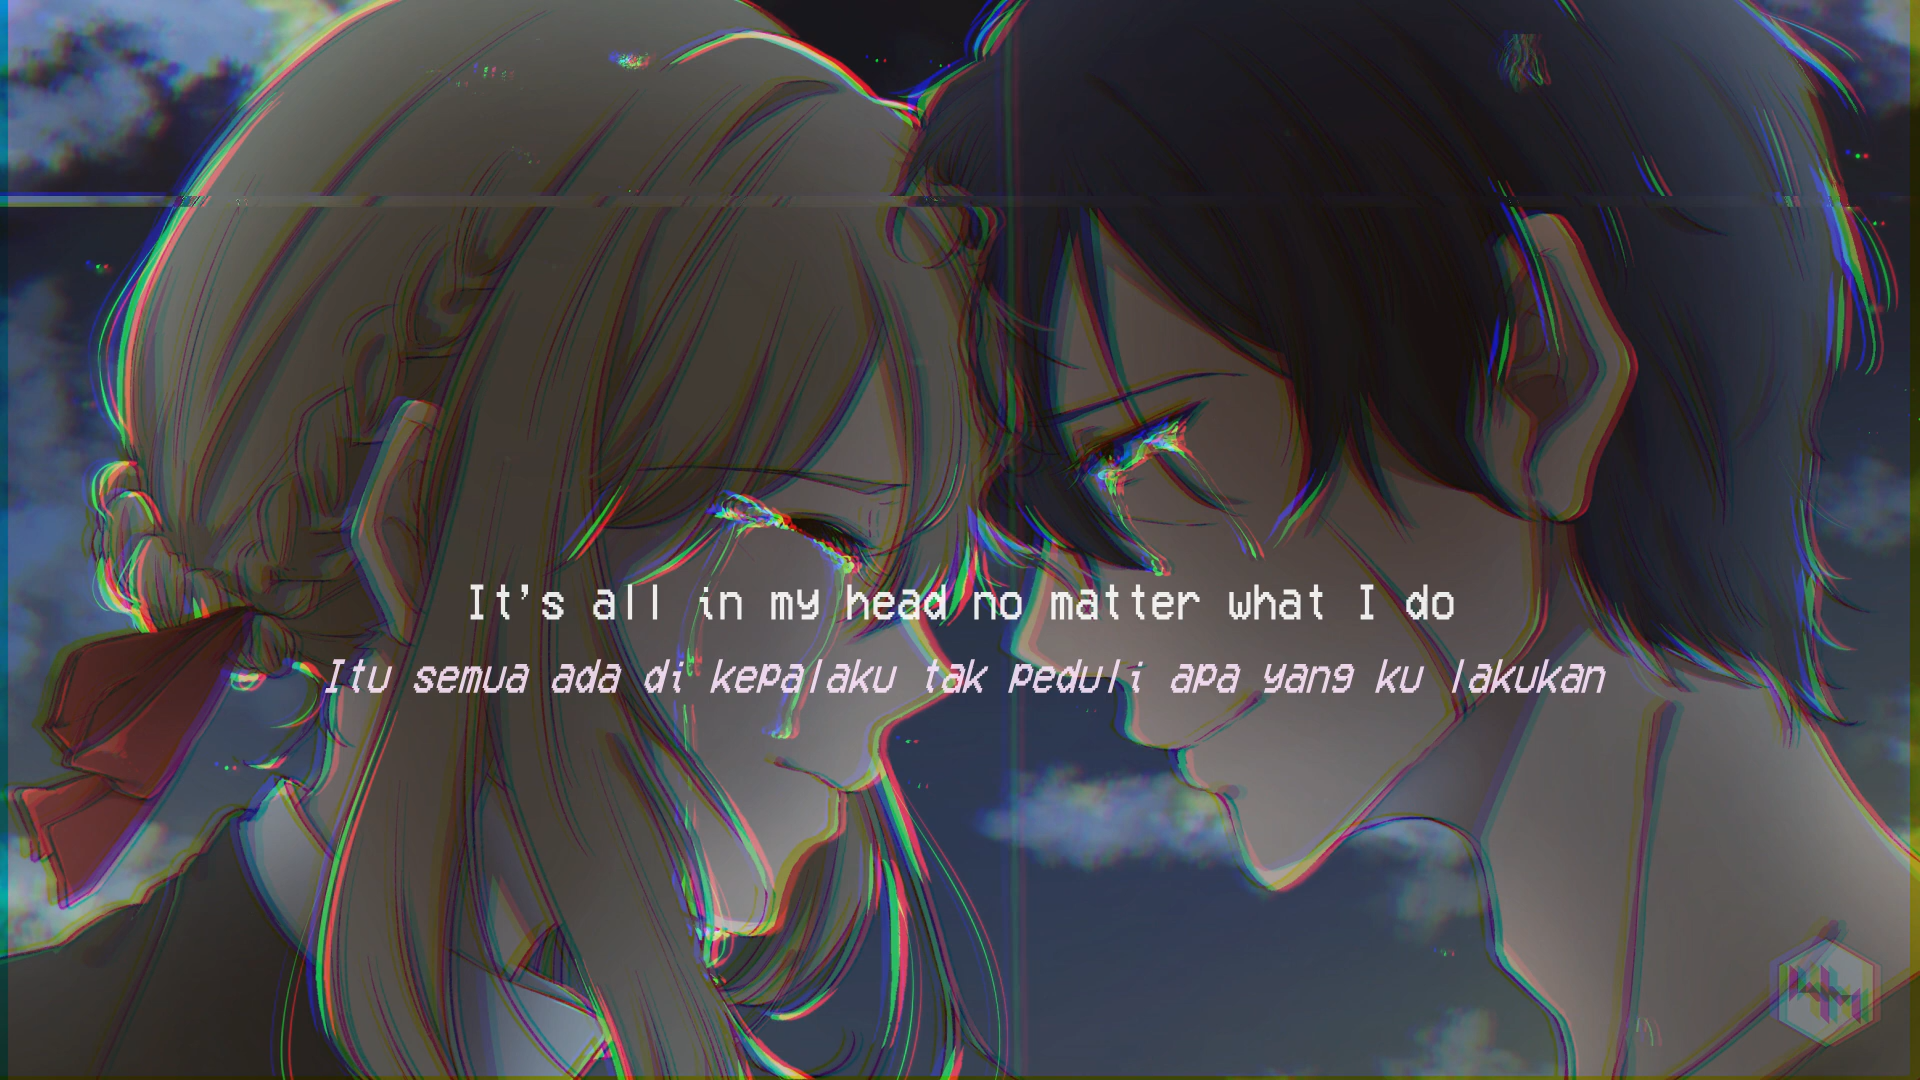 It's all in my head no matter what I do
Itu semua ada di kepalaku tak peduli apa yang ku lakukan